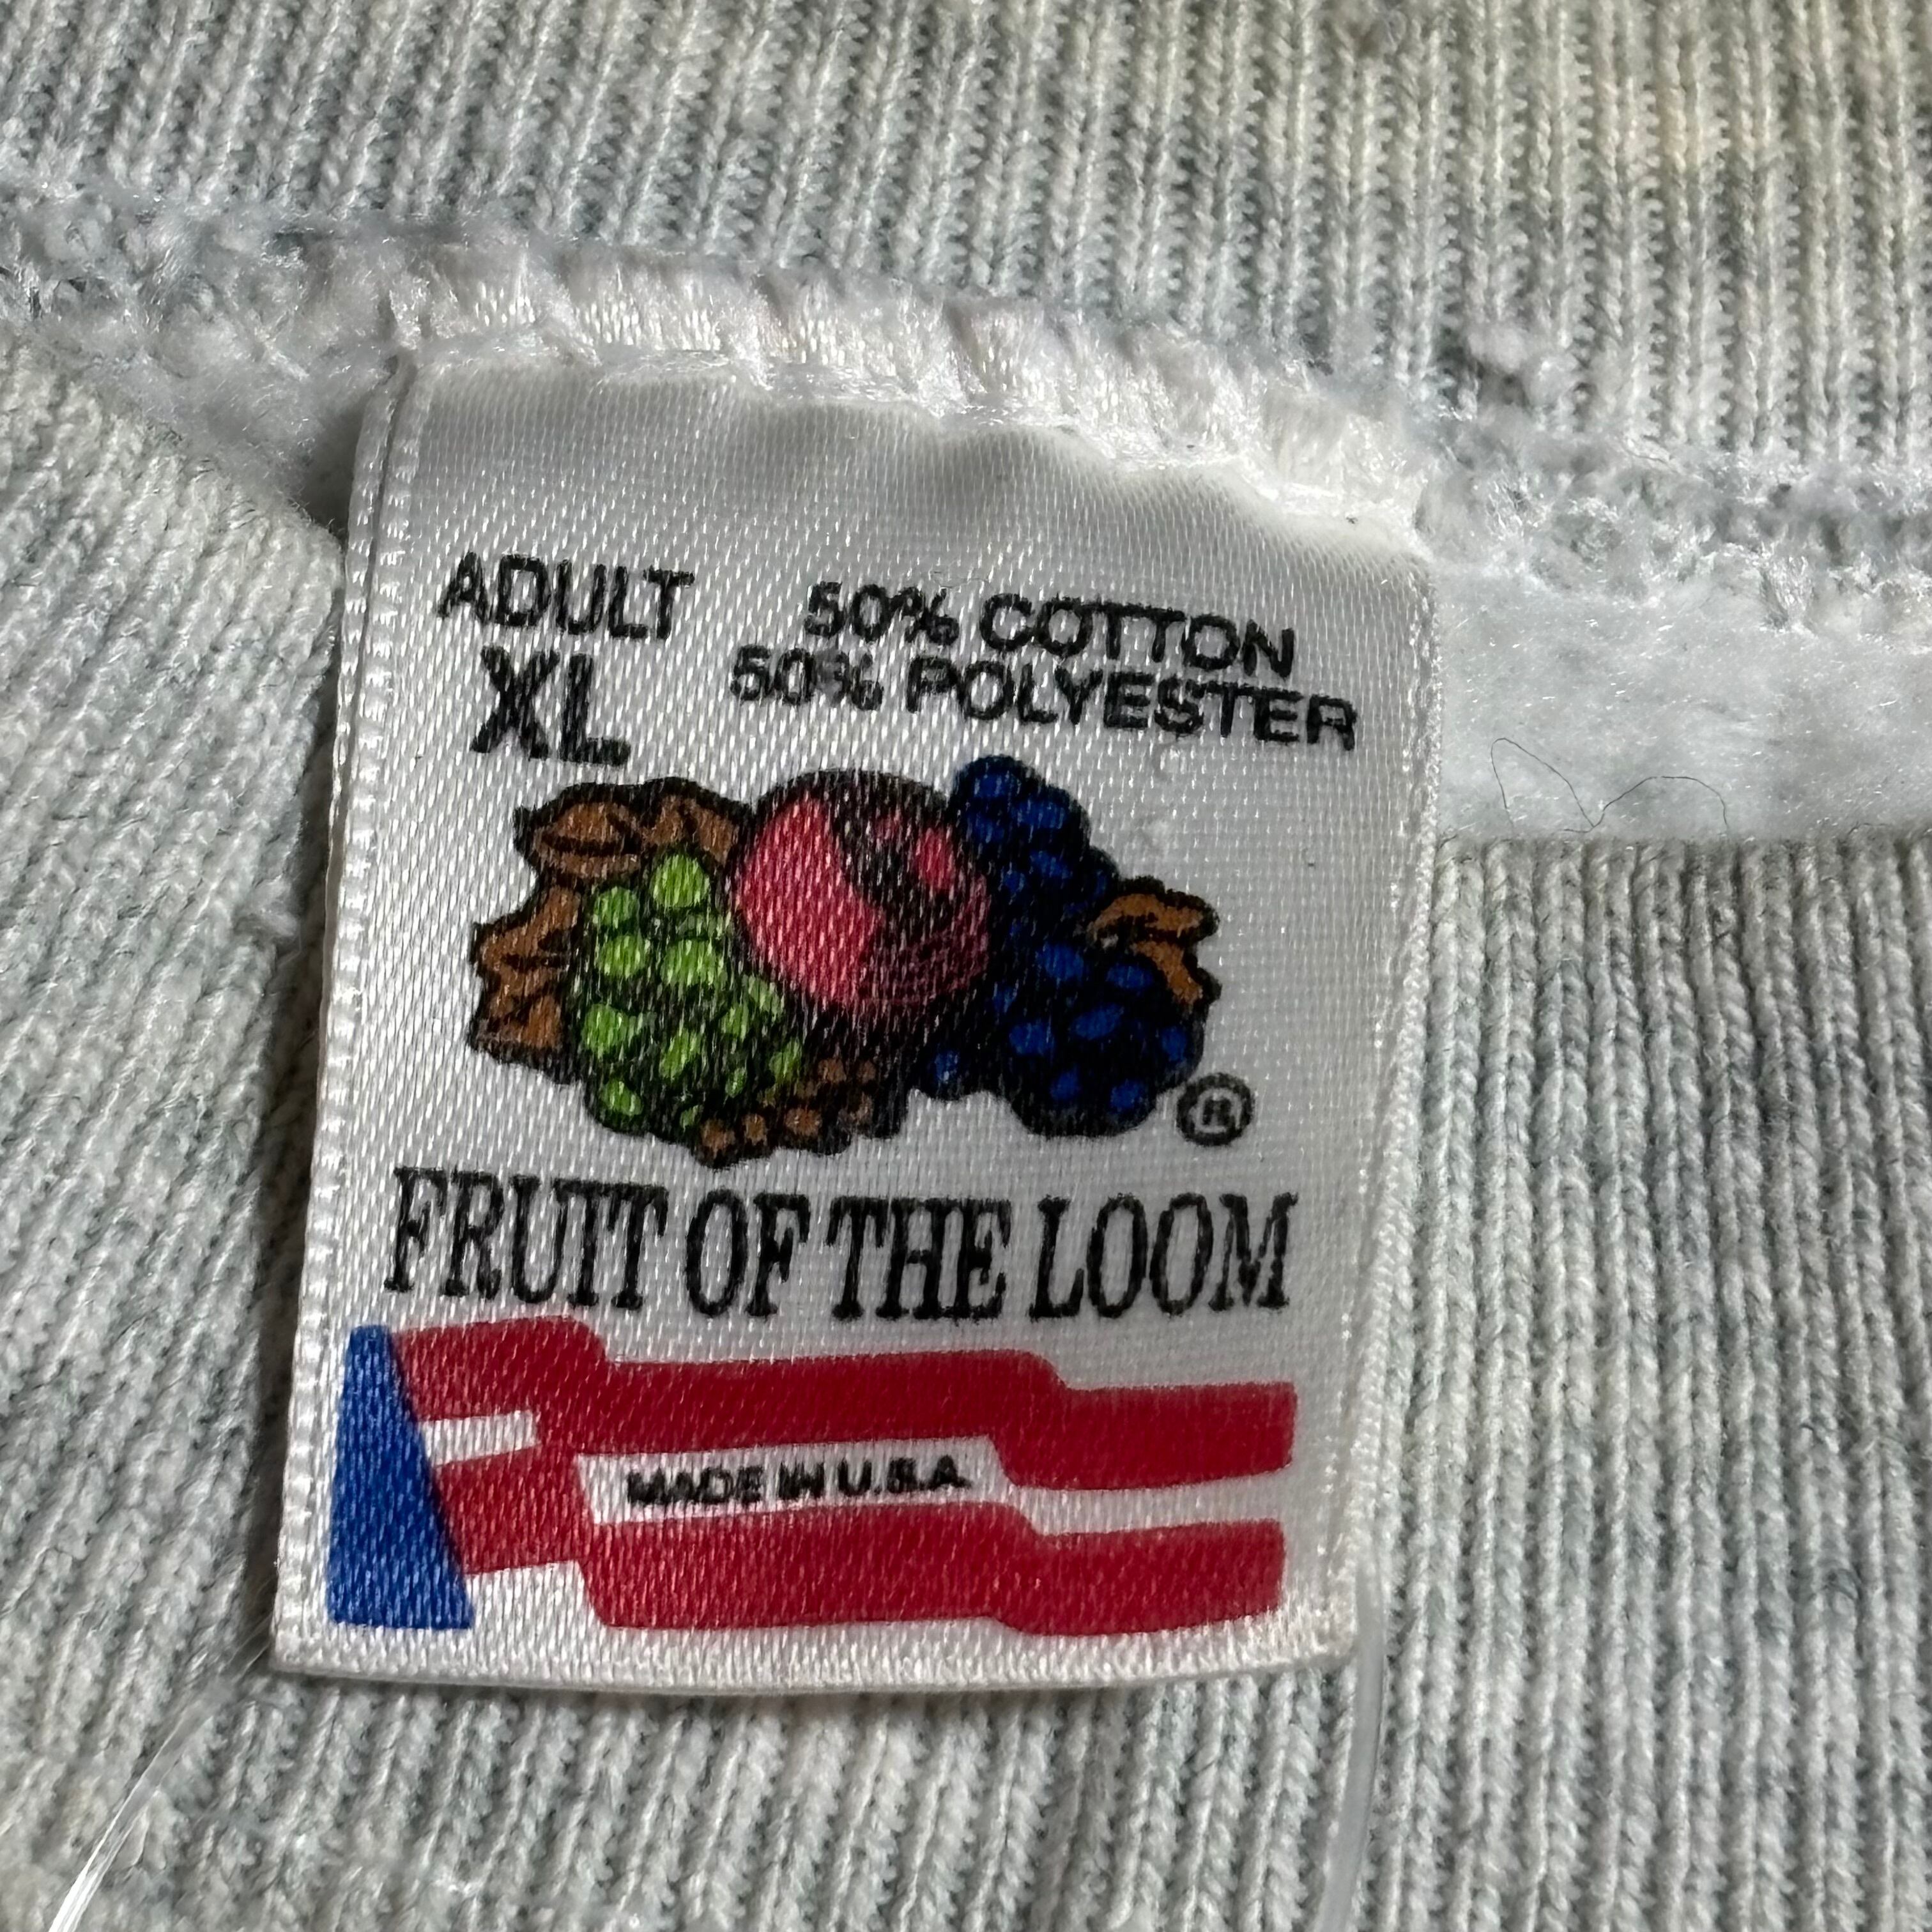 ADULT
XL
50% COTTON
50% POLYESTER
®
FRUIT OF THE LOOM
MADE IN U.S.A.